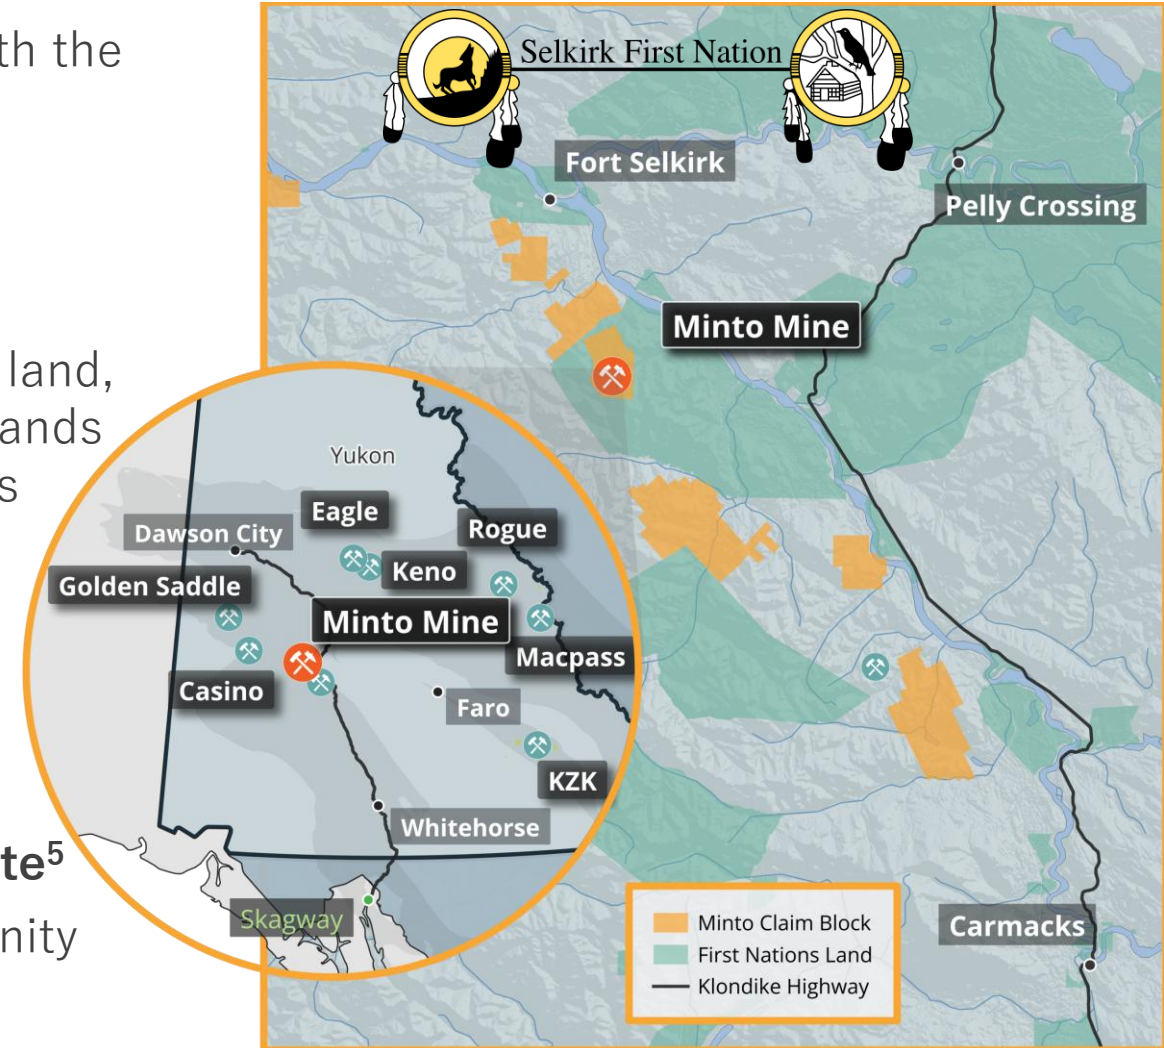 th the
land,
ands
s
te5
nity
Selkirk First Nation
Fort Selkirk
Pelly Crossing
Minto Mine
Carmacks
Yukon
Eagle
Rogue
Dawson City
Keno
Golden Saddle
Minto Mine
Macpass
Casino
Faro
KZK
Whitehorse
Skagway
Minto Claim Block
First Nations Land
Klondike Highway